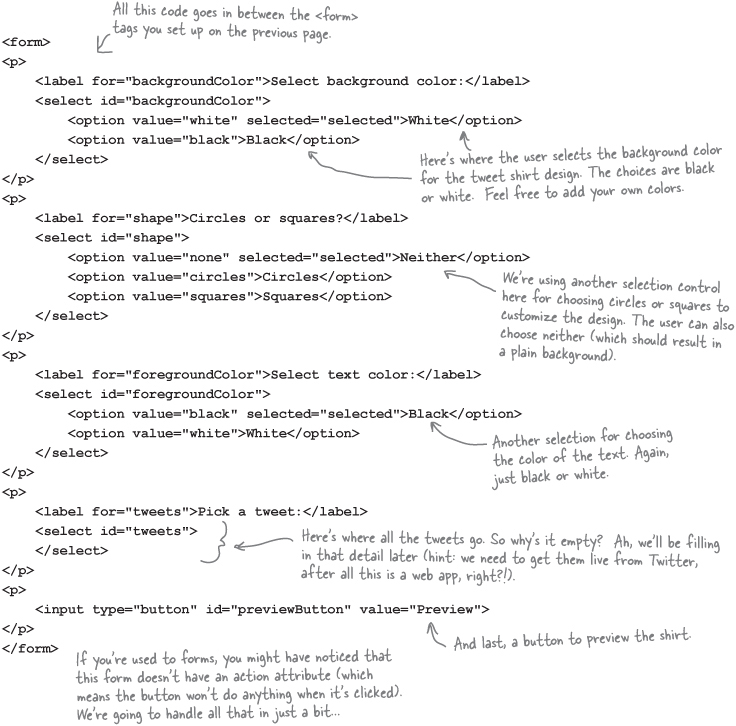 All this code goes in between the <form>
tags you set up on the previous page.
<form>
<p>
<label for="backgroundColor">Select background color:</label>
<select id="backgroundColor">
<option value="white" selected="selected">White</option>
<option value="black">Black</option>
</select>
</p>
Here's where the user selects the background color
for the tweet shirt design. The choices are black
or white. Feel free to add your own colors.
<p>
<label for="shape">Circles or squares?</label>
<select id="shape">
<option value="none" selected="selected">Neither</option>
<option value="circles">Circles</option>
<option value="squares">Squares</option>
</select>
</p>
We're using another selection control
here for choosing circles or squares to
customize the design. The user can also
choose neither (which should result in
a plain background).
<p>
<label for="foregroundColor">Select text color:</label>
<select id="foregroundColor">
<option value="black" selected="selected">Black</option>
<option value="white">White</option>
</select>
</p>
Another selection for choosing
the color of the text. Again,
just black or white.
<p>
<label for="tweets">Pick a tweet:</label>
<select id="tweets">
</select>
</p>
Here's where all the tweets go. So why's it empty? Ah, we'll be filling
in that detail later (hint: we need to get them live from Twitter,
after all this is a web app, right?!).
<p>
<input type="button" id="previewButton" value="Preview">
</p>
And last, a button to preview the shirt.
</form>
If you're used to forms, you might have noticed that
this form doesn't have an action attribute (which
means the button won't do anything when it's clicked).
We're going to handle all that in just a bit...